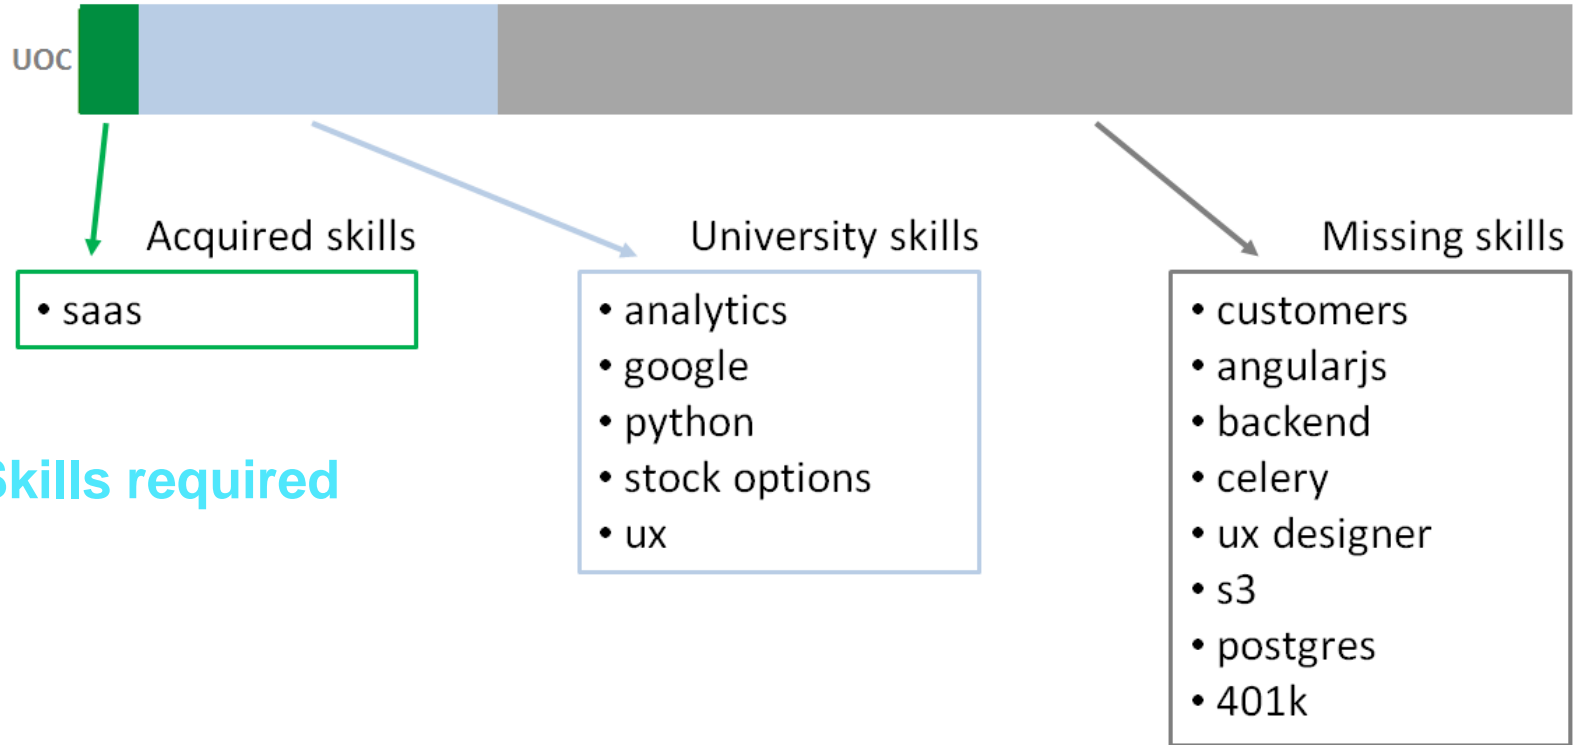 UOC
Acquired skills
• saas
University skills
• analytics
• google
• python
• stock options
• ux
Missing skills
• customers
• angularjs
• backend
• celery
• ux designer
• s3
• postgres
• 401k
Skills required